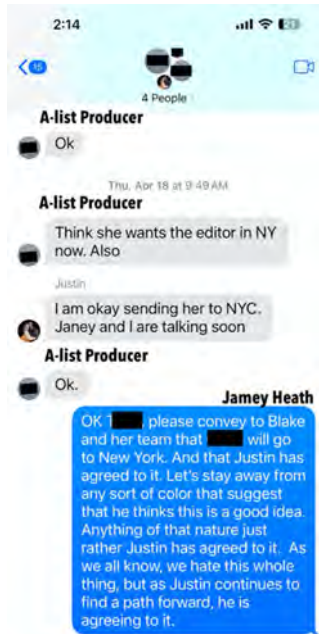 2:14
15
4 People
A-list Producer
Ok
Thu, Apr 18 at 9:49 AM
A-list Producer
Think she wants the editor in NY
now. Also
Justin
I am okay sending her to NYC.
Janey and I are talking soon
A-list Producer
Ok.
Jamey Heath
OK T , please convey to Blake
and her team that will go
to New York. And that Justin has
agreed to it. Let's stay away from
any sort of color that suggest
that he thinks this is a good idea.
Anything of that nature just
rather Justin has agreed to it. As
we all know, we hate this whole
thing, but as Justin continues to
find a path forward, he is
agreeing to it.